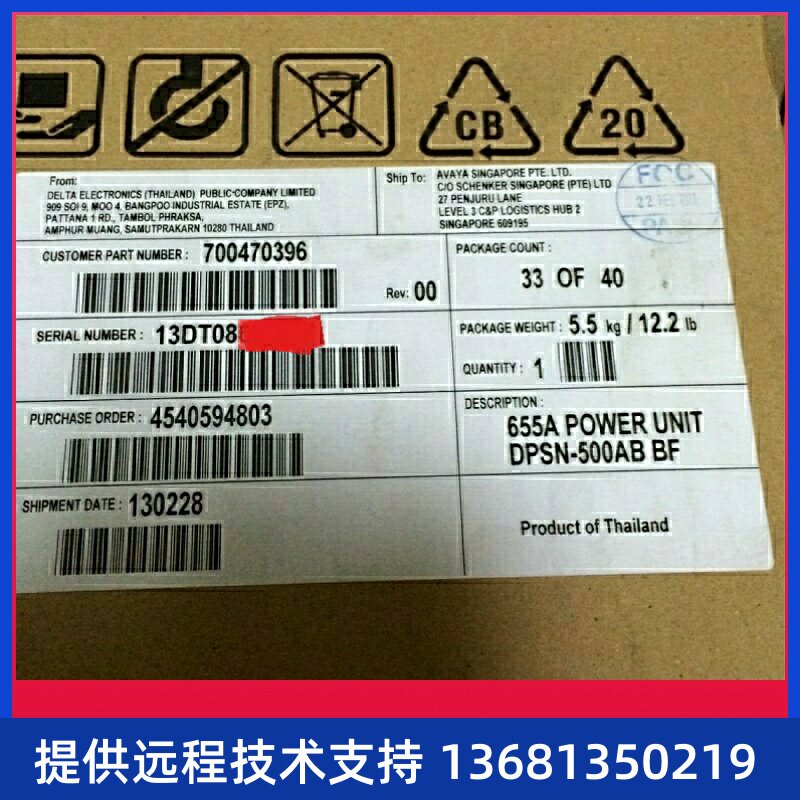 CB
20
From:
DELTA ELECTRONICS (THAILAND) PUBLIC COMPANY LIMITED
909 SOI 9, MOO 4, BANGPOO INDUSTRIAL ESTATE (EPZ),
PATTANA 1 RD., TAMBOL PHRAKSA,
AMPHUR MUANG, SAMUTPRAKARN 10280 THAILAND
Ship To:
AVAYA SINGAPORE PTE. LTD.
C/O SCHENKER SINGAPORE (PTE) LTD
27 PENJURU LANE
LEVEL 3 C&P LOGISTICS HUB 2
SINGAPORE 609195
22 FEB
CUSTOMER PART NUMBER : 700470396
Rev: 00
PACKAGE COUNT :
33 OF 40
SERIAL NUMBER : 13DT08
PACKAGE WEIGHT : 5.5 kg / 12.2 lb
QUANTITY : 1
PURCHASE ORDER : 4540594803
DESCRIPTION :
655A POWER UNIT
DPSN-500AB BF
SHIPMENT DATE : 130228
Product of Thailand
提供远程技术支持 13681350219